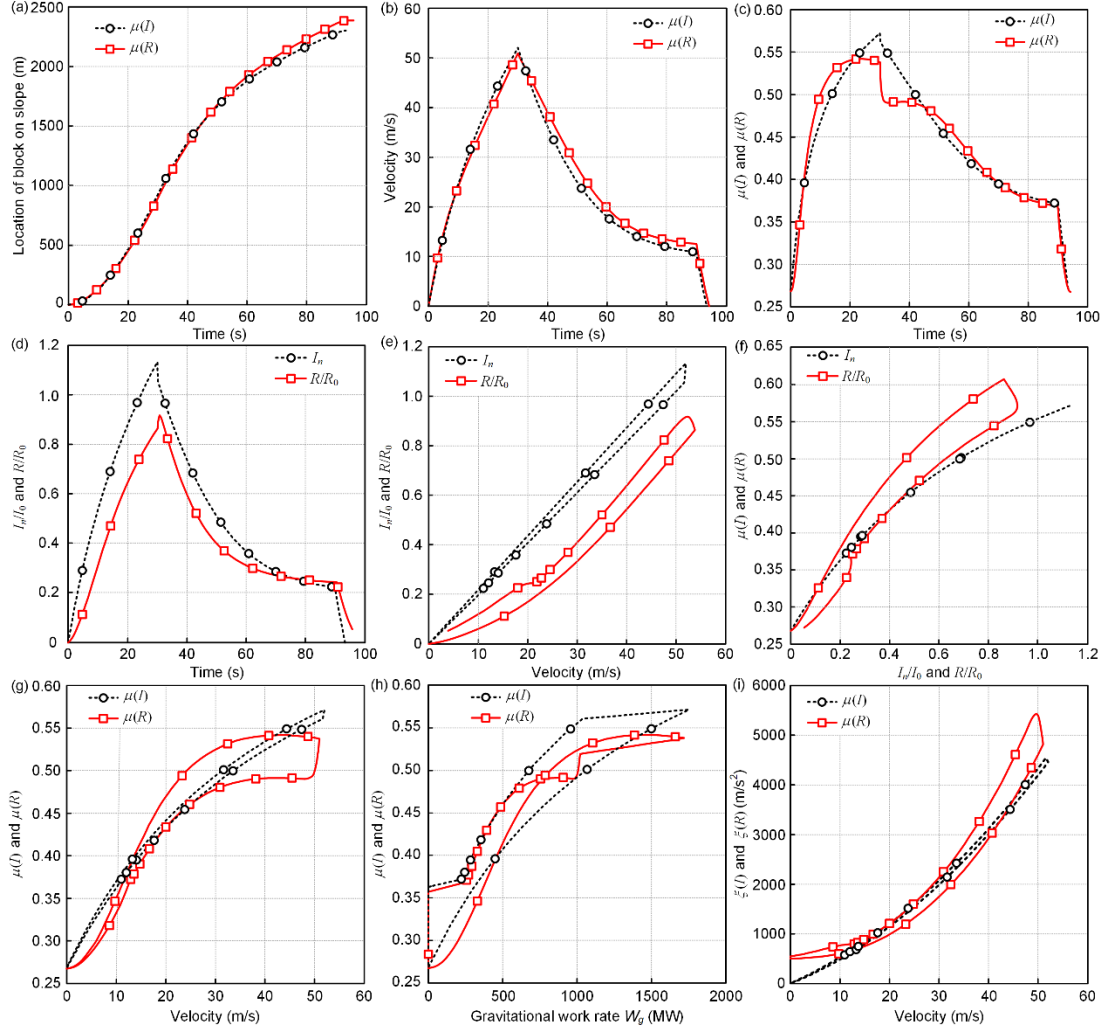 (a)
μ(I)
μ(R)
Location of block on slope (m)
2500
2000
1500
1000
500
0
0 20 40 60 80 100
Time (s)
(b)
μ(I)
μ(R)
Velocity (m/s)
60
50
40
30
20
10
0
0 20 40 60 80 100
Time (s)
(c)
μ(I)
μ(R)
μ(I) and μ(R)
0.60
0.55
0.50
0.45
0.40
0.35
0.30
0.25
0 20 40 60 80 100
Time (s)
(d)
Iₙ
R/R₀
Iₙ/I₀ and R/R₀
1.2
1.0
0.8
0.6
0.4
0.2
0
0 20 40 60 80 100
Time (s)
(e)
Iₙ
R/R₀
Iₙ/I₀ and R/R₀
1.2
1.0
0.8
0.6
0.4
0.2
0
0 10 20 30 40 50 60
Velocity (m/s)
(f)
Iₙ
R/R₀
μ(I) and μ(R)
0.65
0.60
0.55
0.50
0.45
0.40
0.35
0.30
0.25
0 0.2 0.4 0.6 0.8 1.0 1.2
Iₙ/I₀ and R/R₀
(g)
μ(I)
μ(R)
μ(I) and μ(R)
0.60
0.55
0.50
0.45
0.40
0.35
0.30
0.25
0 10 20 30 40 50 60
Velocity (m/s)
(h)
μ(I)
μ(R)
μ(I) and μ(R)
0.60
0.55
0.50
0.45
0.40
0.35
0.30
0.25
0 500 1000 1500 2000
Gravitational work rate W_g (MW)
(i)
μ(I)
μ(R)
ξ(I) and ξ(R) (m/s²)
6000
5000
4000
3000
2000
1000
0
0 10 20 30 40 50 60
Velocity (m/s)